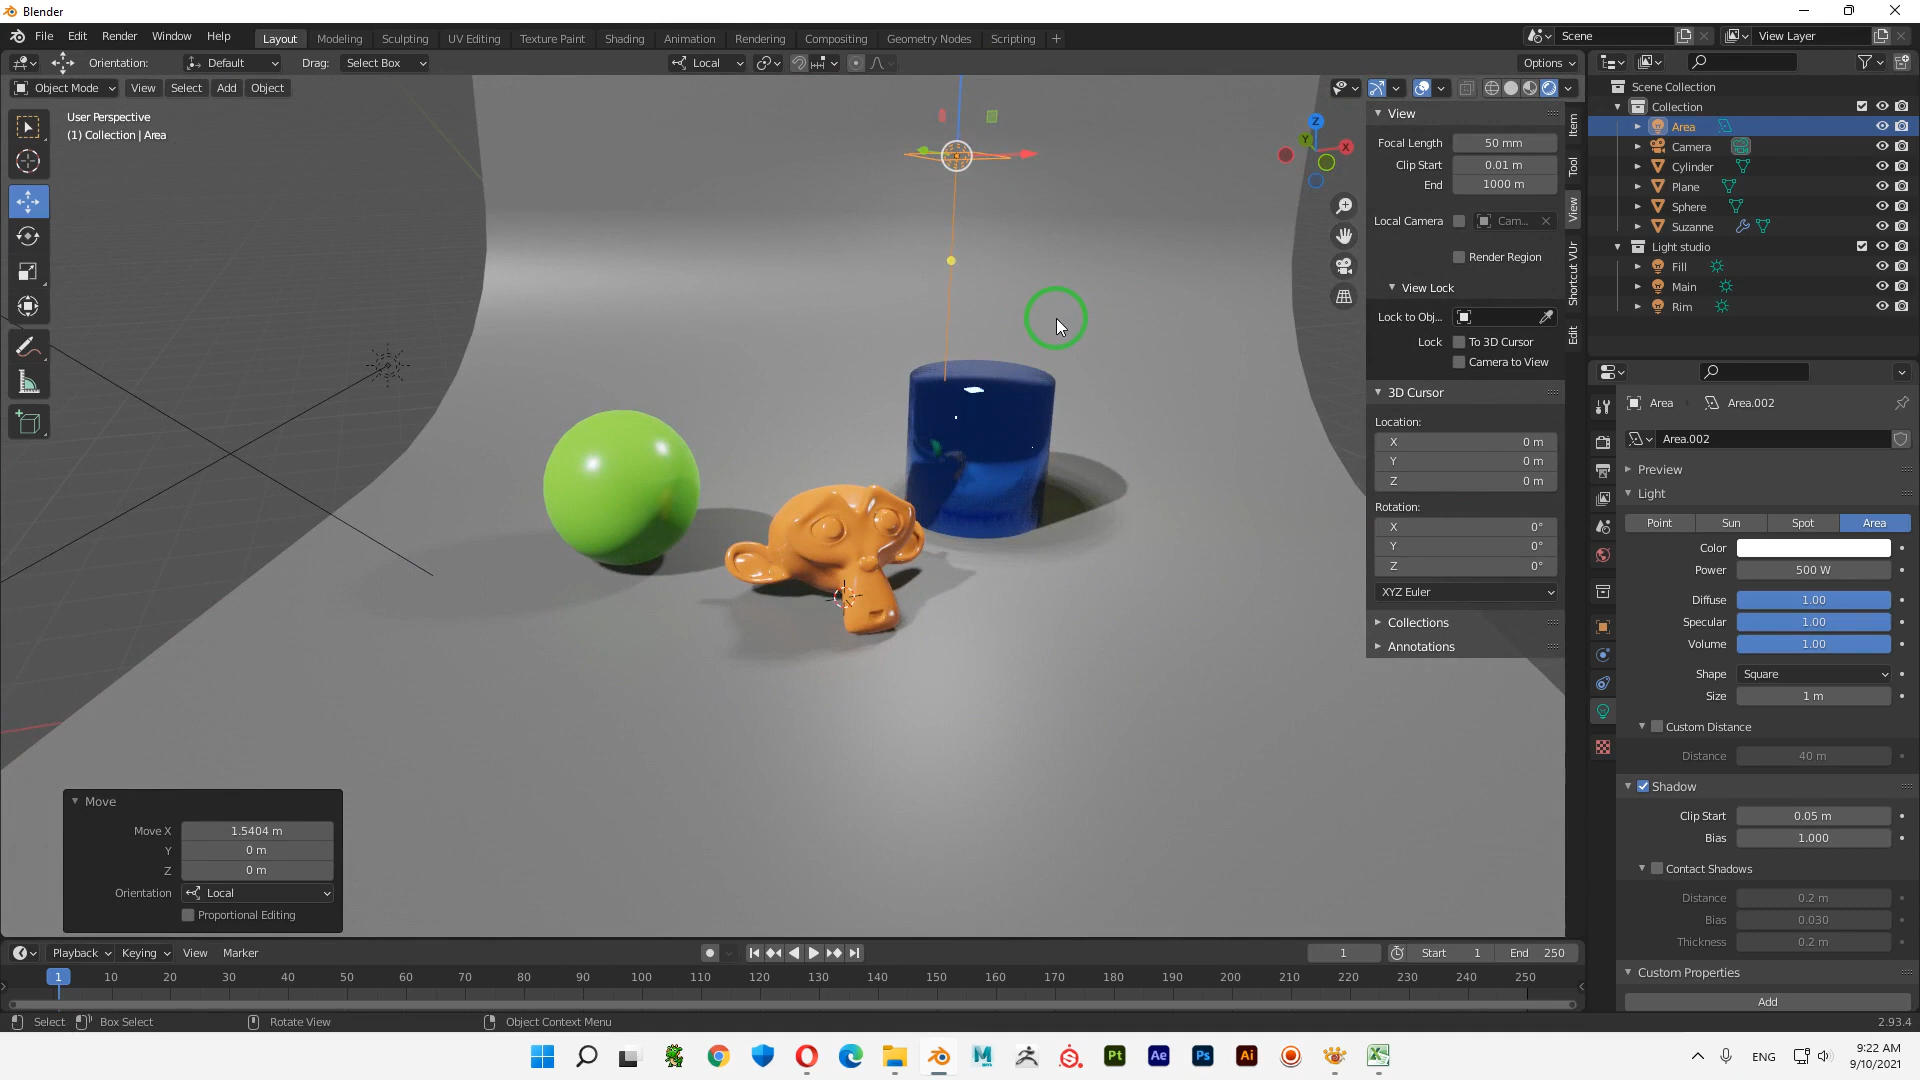 Blender
File Edit Render Window Help Layout Modeling Sculpting UV Editing Texture Paint Shading Animation Rendering Compositing Geometry Nodes Scripting + Scene View Layer
Orientation: Default Drag: Select Box Local Options
Object Mode View Select Add Object
User Perspective
(1) Collection | Area
View
Focal Length 50 mm
Clip Start 0.01 m
End 1000 m
Local Camera Cam...
Render Region
View Lock
Lock to Obj...
Lock To 3D Cursor
Camera to View
3D Cursor
Location:
X 0 m
Y 0 m
Z 0 m
Rotation:
X 0°
Y 0°
Z 0°
XYZ Euler
Collections
Annotations
Item
Tool
View
Shortcut VUr
Edit
X
Y
Z
Scene Collection
Collection
Area
Camera
Cylinder
Plane
Sphere
Suzanne
Light studio
Fill
Main
Rim
Area Area.002
Area.002
Preview
Light
Point Sun Spot Area
Color
Power 500 W
Diffuse 1.00
Specular 1.00
Volume 1.00
Shape Square
Size 1 m
Custom Distance
Distance 40 m
Shadow
Clip Start 0.05 m
Bias 1.000
Contact Shadows
Distance 0.2 m
Bias 0.030
Thickness 0.2 m
Custom Properties
Add
Move
Move X 1.5404 m
Y 0 m
Z 0 m
Orientation Local
Proportional Editing
Playback Keying View Marker 1 Start 1 End 250
1 10 20 30 40 50 60 70 80 90 100 110 120 130 140 150 160 170 180 190 200 210 220 230 240 250
Select Box Select Rotate View Object Context Menu 2.93.4
M Pt Ae Ps Ai ENG 9:22 AM
9/10/2021